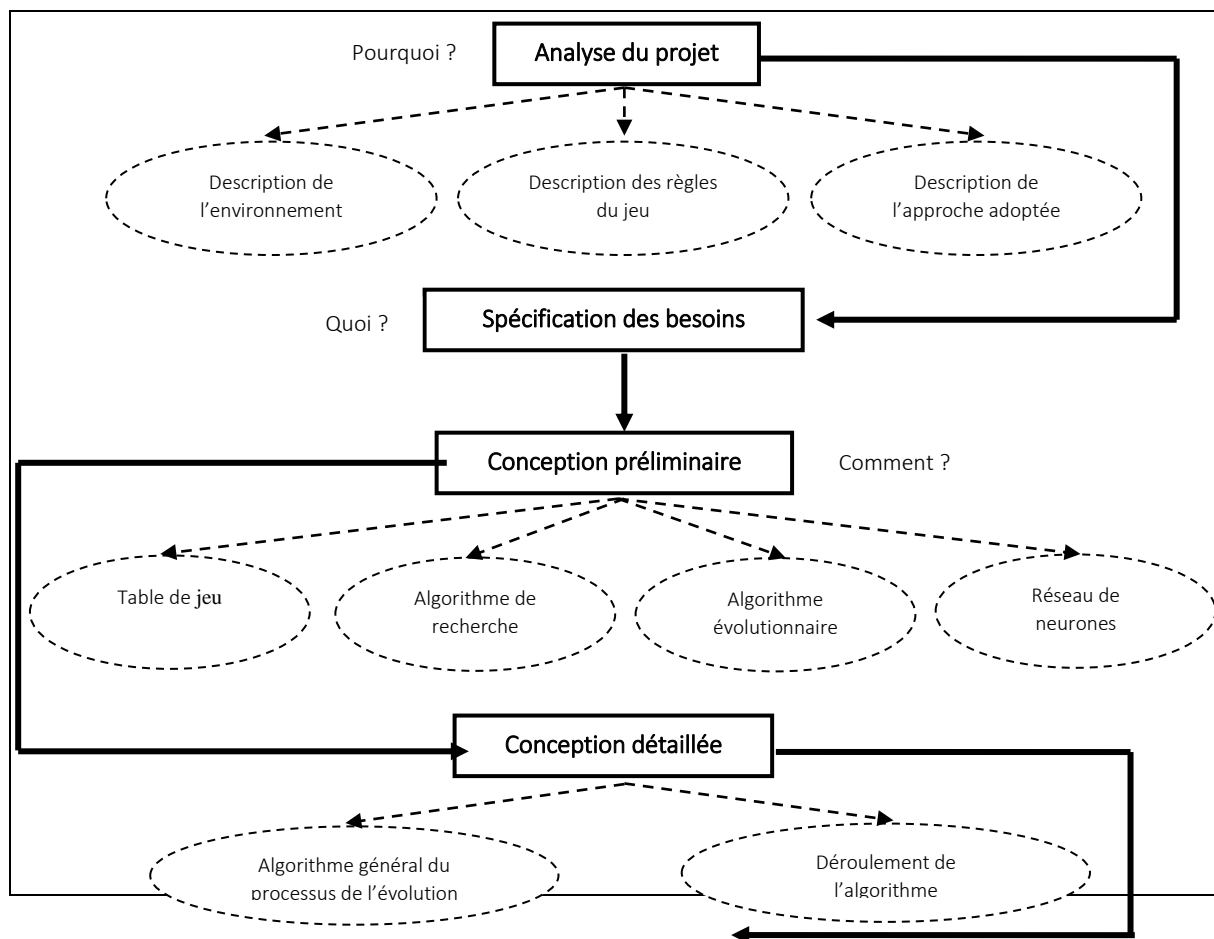 Pourquoi ?
Analyse du projet
Description de
l’environnement
Description des règles
du jeu
Description de
l’approche adoptée
Quoi ?
Spécification des besoins
Conception préliminaire
Comment ?
Table de jeu
Algorithme de
recherche
Algorithme
évolutionnaire
Réseau de
neurones
Conception détaillée
Algorithme général du
processus de l’évolution
Déroulement de
l’algorithme